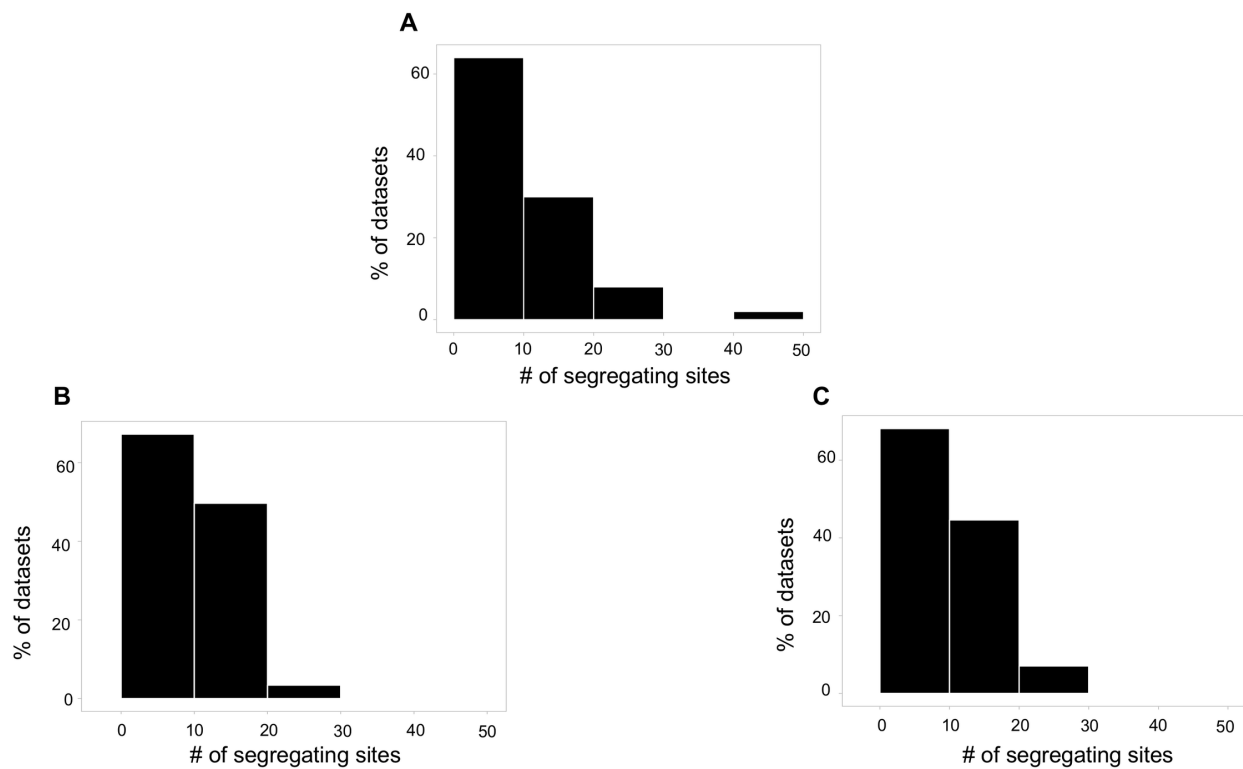 A
% of datasets
60
40
20
0
0 10 20 30 40 50
# of segregating sites
B
% of datasets
60
40
20
0
0 10 20 30 40 50
# of segregating sites
C
% of datasets
60
40
20
0
0 10 20 30 40 50
# of segregating sites